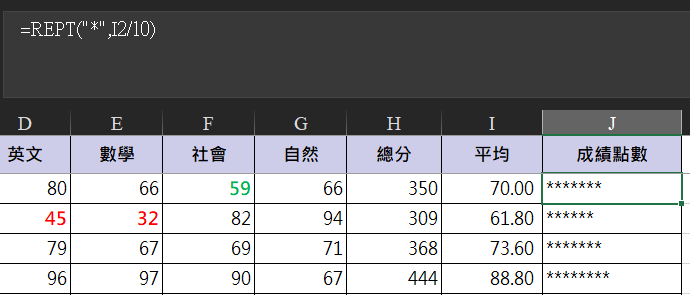 =REPT("*",I2/10)
D E F G H I J
英文 數學 社會 自然 總分 平均 成績點數
80 66 59 66 350 70.00 *******
45 32 82 94 309 61.80 ******
79 67 69 71 368 73.60 *******
96 97 90 67 444 88.80 ********